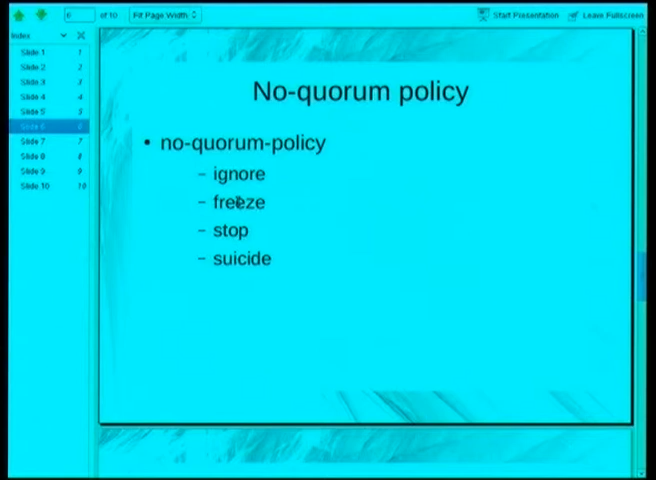 6 of 10 Fit Page Width Start Presentation Leave Fullscreen
Index
Slide 1 1
Slide 2 2
Slide 3 3
Slide 4 4
Slide 5 5
Slide 6 6
Slide 7 7
Slide 8 8
Slide 9 9
Slide 10 10
No-quorum policy
• no-quorum-policy
– ignore
– freeze
– stop
– suicide